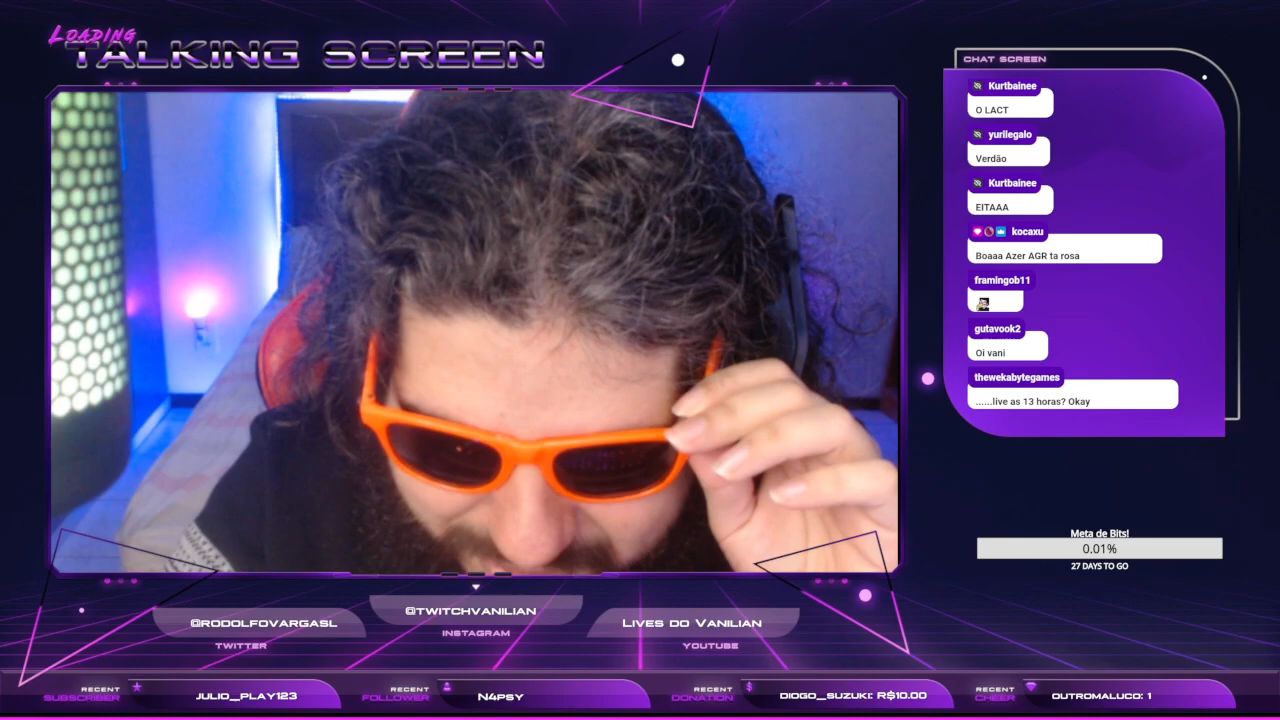 LOADING
TALKING SCREEN
CHAT SCREEN
Kurtbainee
O LACT
yurilegalo
Verdão
Kurtbainee
EITAAA
kocaxu
Boaaa Azer AGR ta rosa
framingob11
gutavook2
Oi vani
thewekabytegames
......live as 13 horas? Okay
Meta de Bits!
0.01%
27 DAYS TO GO
@RODOLFOVARGASL
TWITTER
@TWITCHVANILIAN
INSTAGRAM
LIVES DO VANILIAN
YOUTUBE
RECENT
SUBSCRIBER
JULIO_PLAY123
RECENT
FOLLOWER
N4PSY
RECENT
DONATION
DIOGO_SUZUKI: R$10.00
RECENT
CHEER
OUTROMALUCO: 1